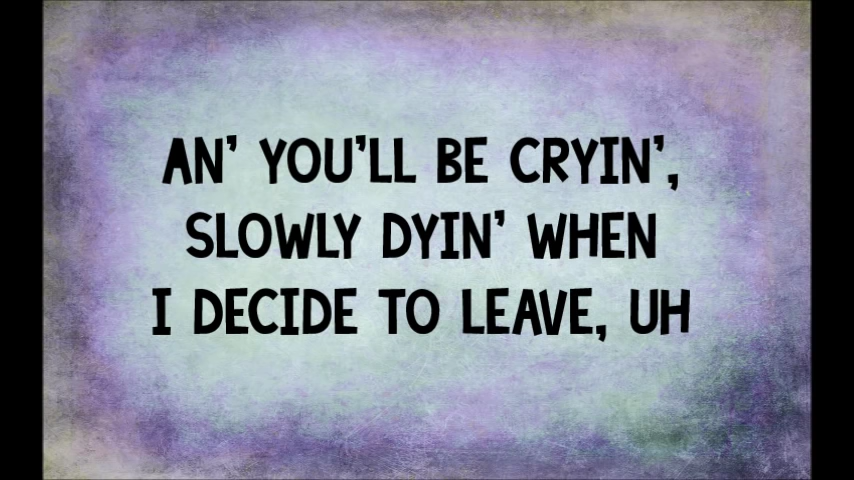 AN' YOU'LL BE CRYIN',
SLOWLY DYIN' WHEN
I DECIDE TO LEAVE, UH